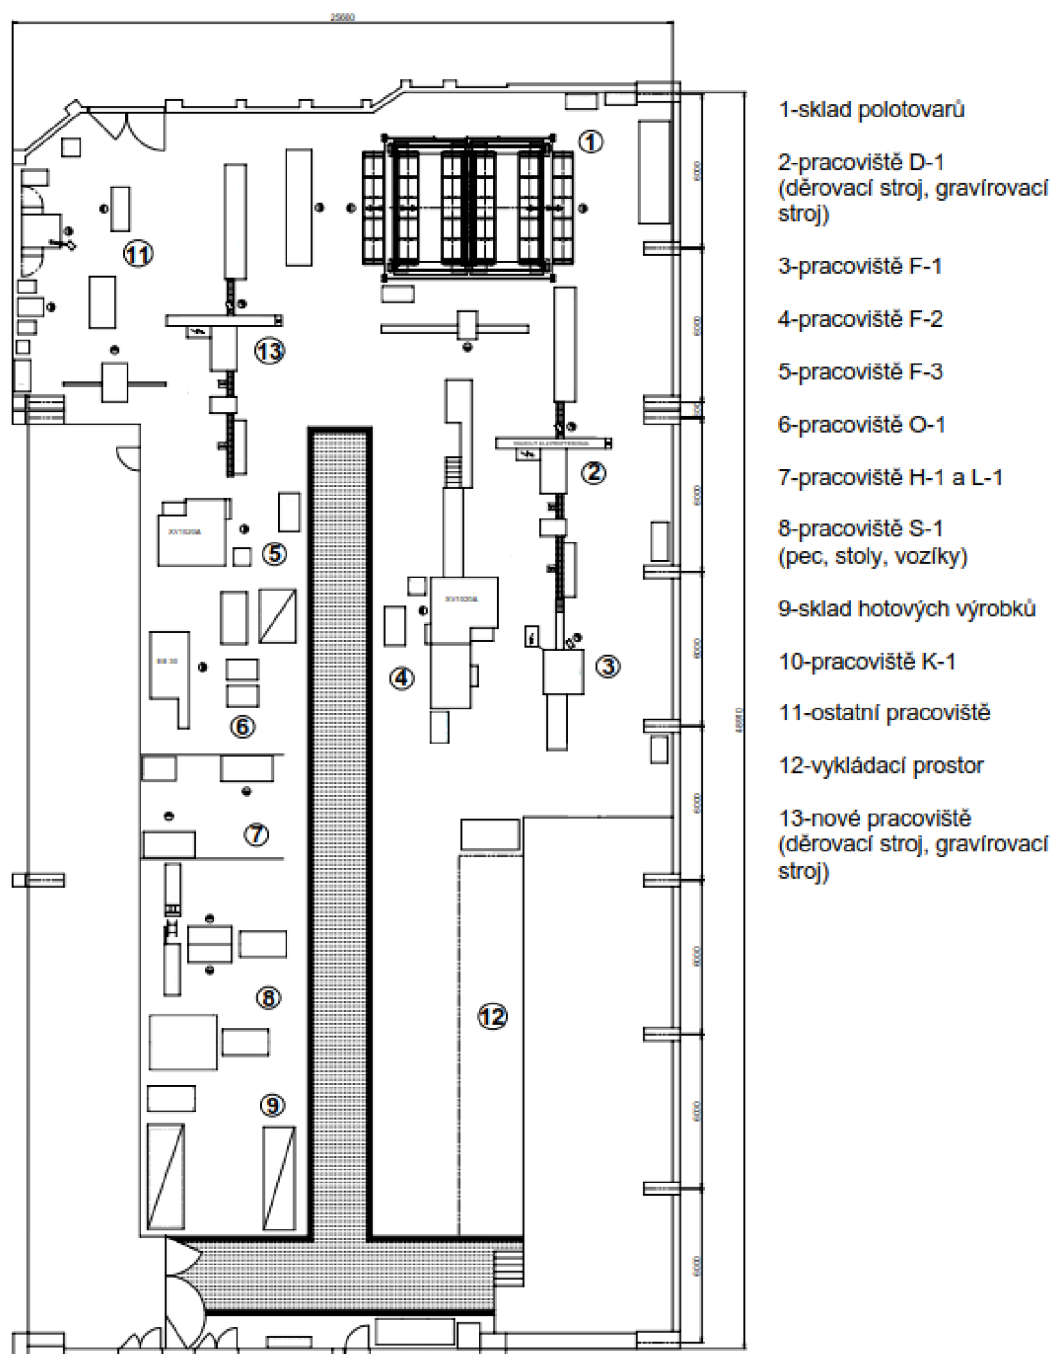 25660
1-sklad polotovarů
2-pracoviště D-1
(děrovací stroj, gravírovací
stroj)
3-pracoviště F-1
4-pracoviště F-2
5-pracoviště F-3
6-pracoviště O-1
7-pracoviště H-1 a L-1
8-pracoviště S-1
(pec, stoly, vozíky)
9-sklad hotových výrobků
10-pracoviště K-1
11-ostatní pracoviště
12-vykládací prostor
13-nové pracoviště
(děrovací stroj, gravírovací
stroj)
1
11
13
2
5
4
3
6
7
8
12
9
XV1020A
XV1020A
6000
6000
6000
6000
6000
6000
6000
6000